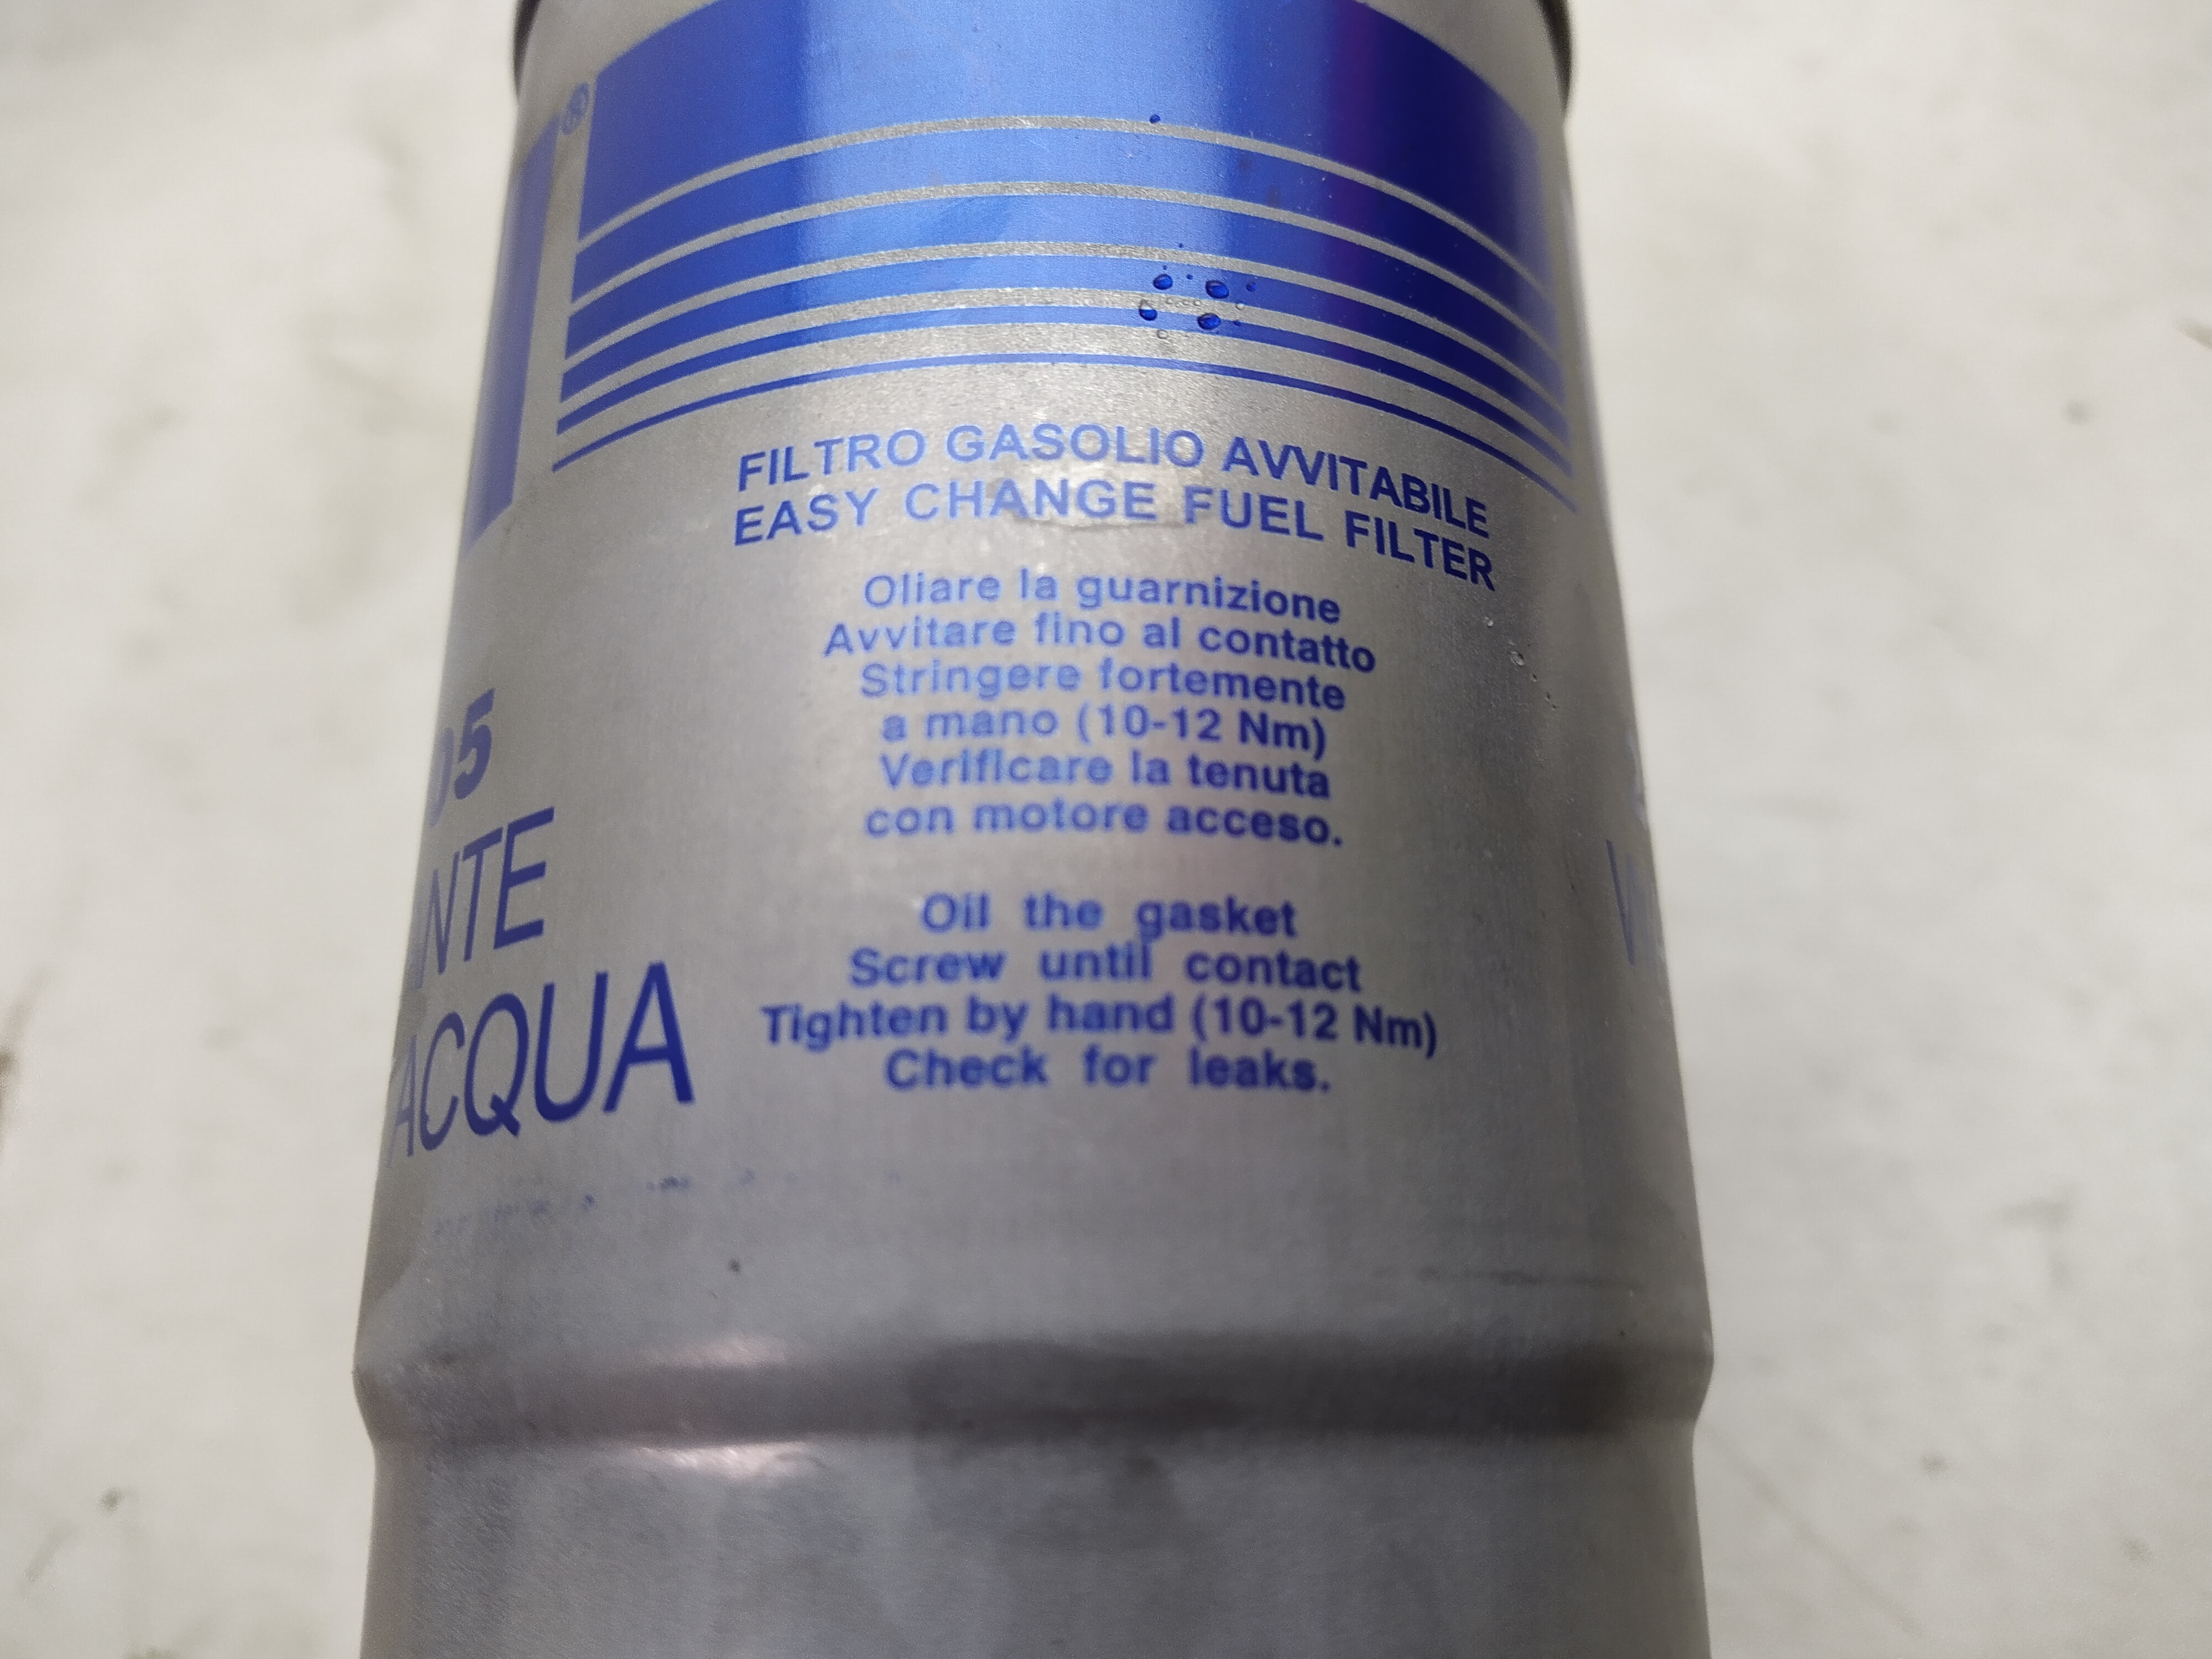 ®
FILTRO GASOLIO AVVITABILE
EASY CHANGE FUEL FILTER
Oliare la guarnizione
Avvitare fino al contatto
Stringere fortemente
a mano (10-12 Nm)
Verificare la tenuta
con motore acceso.
Oil the gasket
Screw until contact
Tighten by hand (10-12 Nm)
Check for leaks.
05
NTE
ACQUA